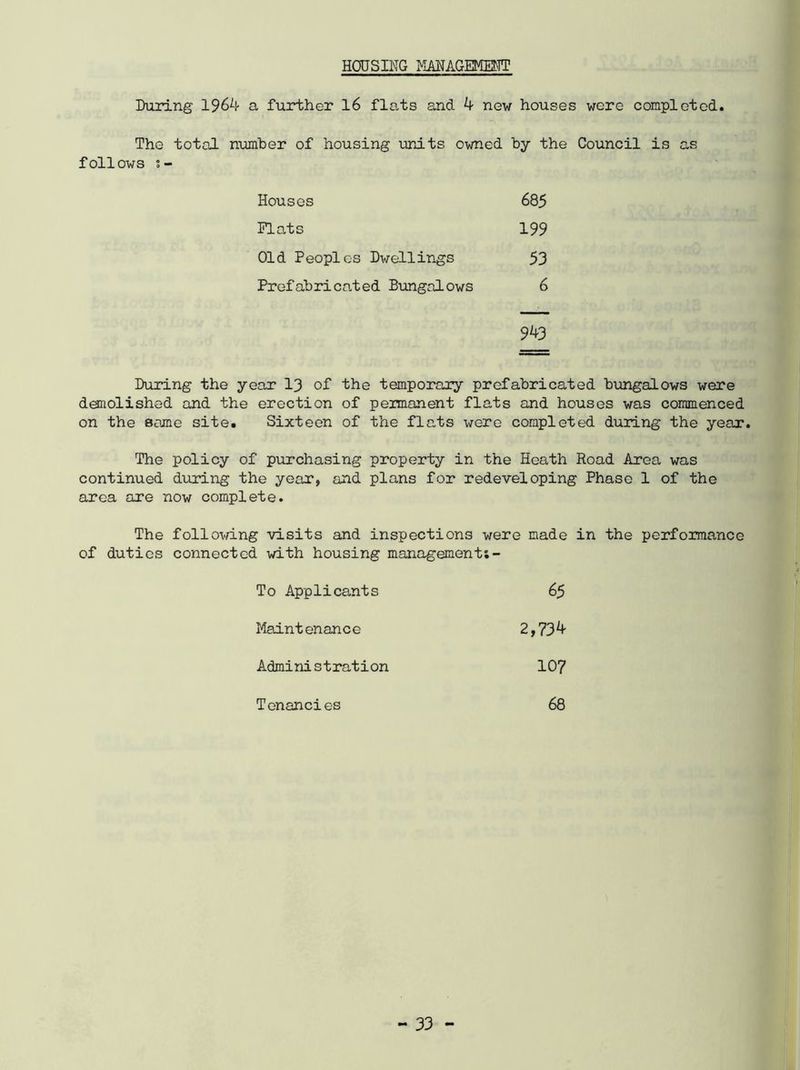 HOUSING MANAGEMENT
During 1964 a further 16 flats and 4 new houses were completed.
The total number of housing units owned by the Council is as
follows :-
Houses 685
Flats 199
Old Peoples Dwellings 53
Prefabricated Bungalows 6
943
During the year 13 of the temporary prefabricated bungalows were
demolished and the erection of permanent flats and houses was commenced
on the same site. Sixteen of the flats were completed during the year.
The policy of purchasing property in the Heath Road Area was
continued during the year, and plans for redeveloping Phase 1 of the
area are now complete.
The following visits and inspections were made in the performance
of duties connected with housing management:-
To Applicants 65
Maintenance 2,734
Administration 107
Tenancies 68
- 33 -